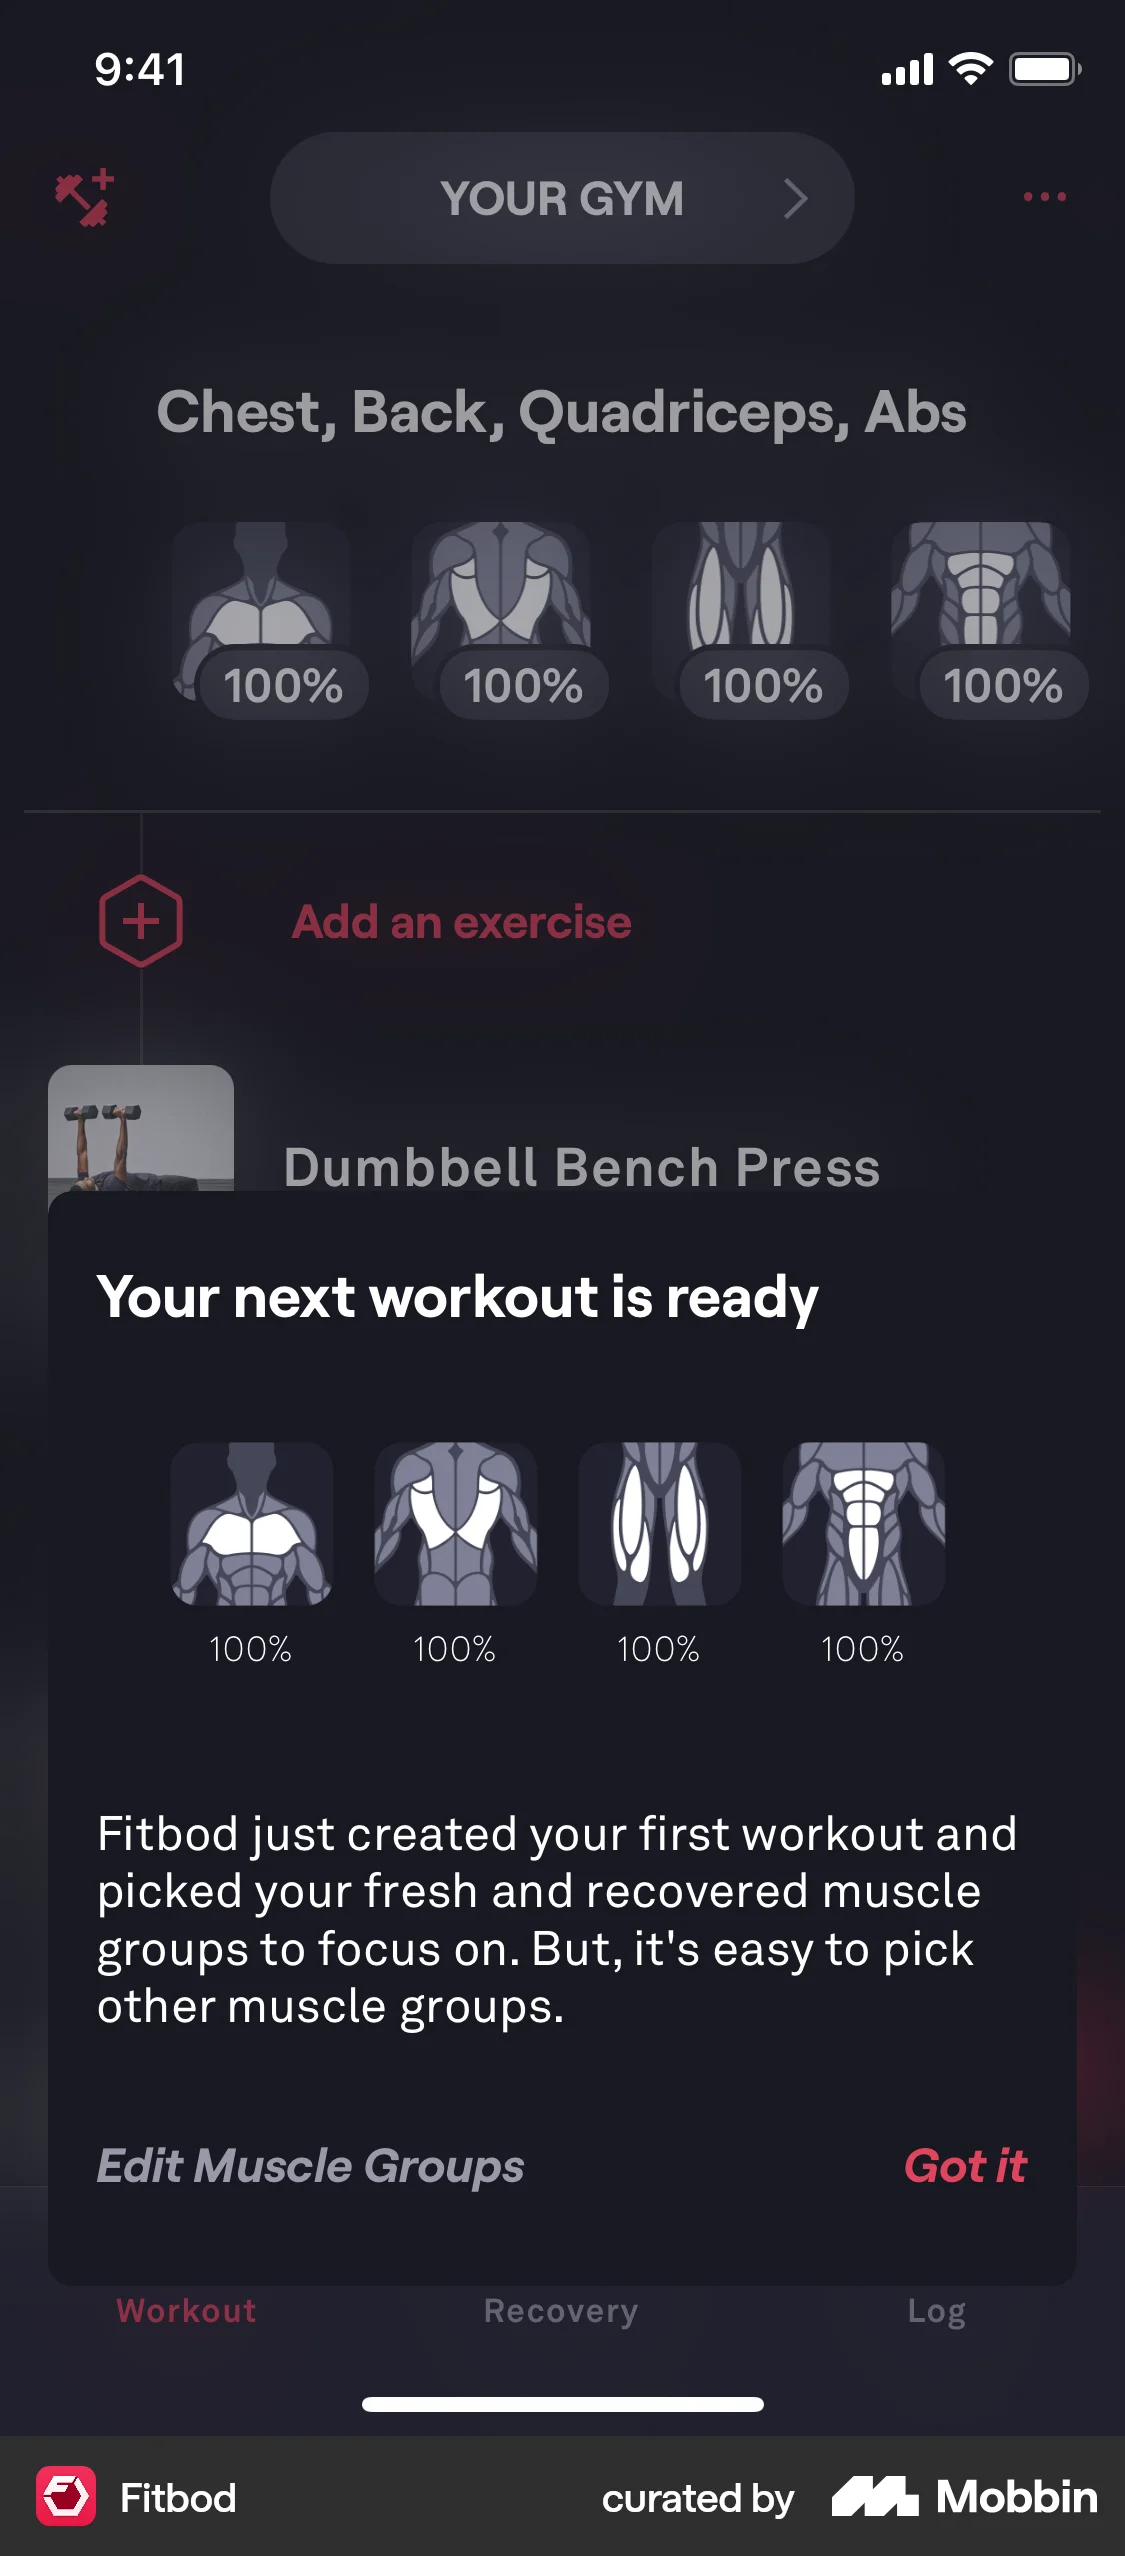 9:41
YOUR GYM
Chest, Back, Quadriceps, Abs
100% 100% 100% 100%
Add an exercise
Dumbbell Bench Press
Your next workout is ready
100% 100% 100% 100%
Fitbod just created your first workout and
picked your fresh and recovered muscle
groups to focus on. But, it's easy to pick
other muscle groups.
Edit Muscle Groups Got it
Workout Recovery Log
Fitbod curated by Mobbin